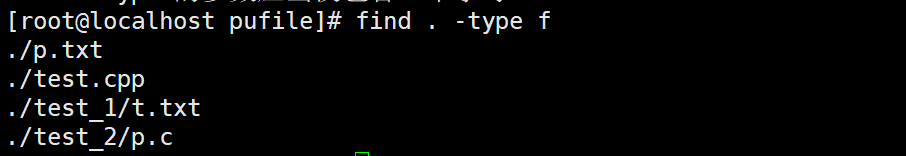 [root@localhost pufile]# find . -type f
./p.txt
./test.cpp
./test_1/t.txt
./test_2/p.c